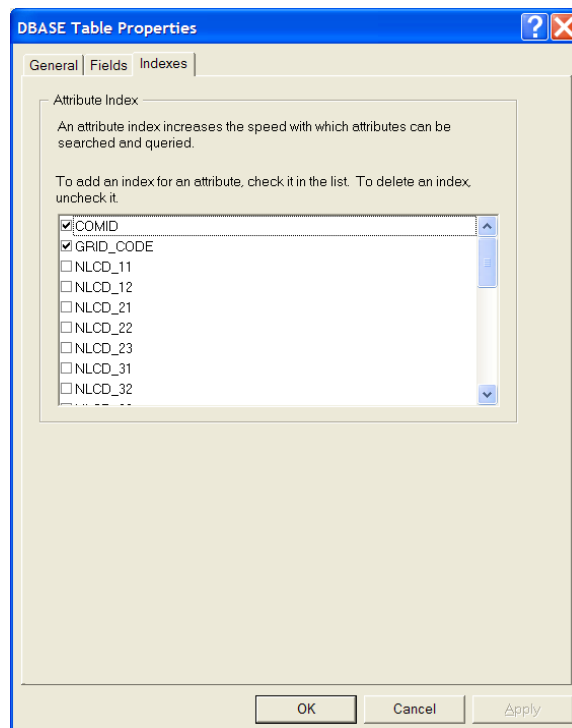 DBASE Table Properties
General Fields Indexes
Attribute Index
An attribute index increases the speed with which attributes can be
searched and queried.
To add an index for an attribute, check it in the list. To delete an index,
uncheck it.
COMID
GRID_CODE
NLCD_11
NLCD_12
NLCD_21
NLCD_22
NLCD_23
NLCD_31
NLCD_32
OK Cancel Apply